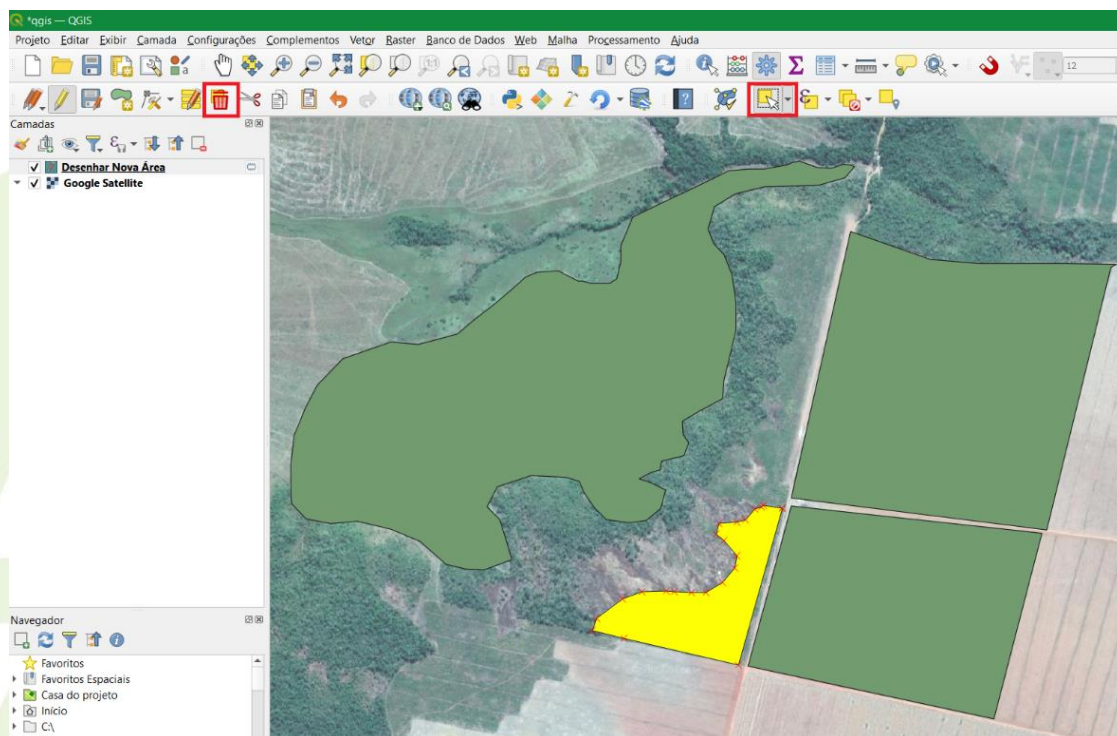 *qgis — QGIS
Projeto Editar Exibir Camada Configurações Complementos Vetor Raster Banco de Dados Web Malha Processamento Ajuda
12
Camadas
Desenhar Nova Área
Google Satellite
Navegador
Favoritos
Favoritos Espaciais
Casa do projeto
Início
C:\